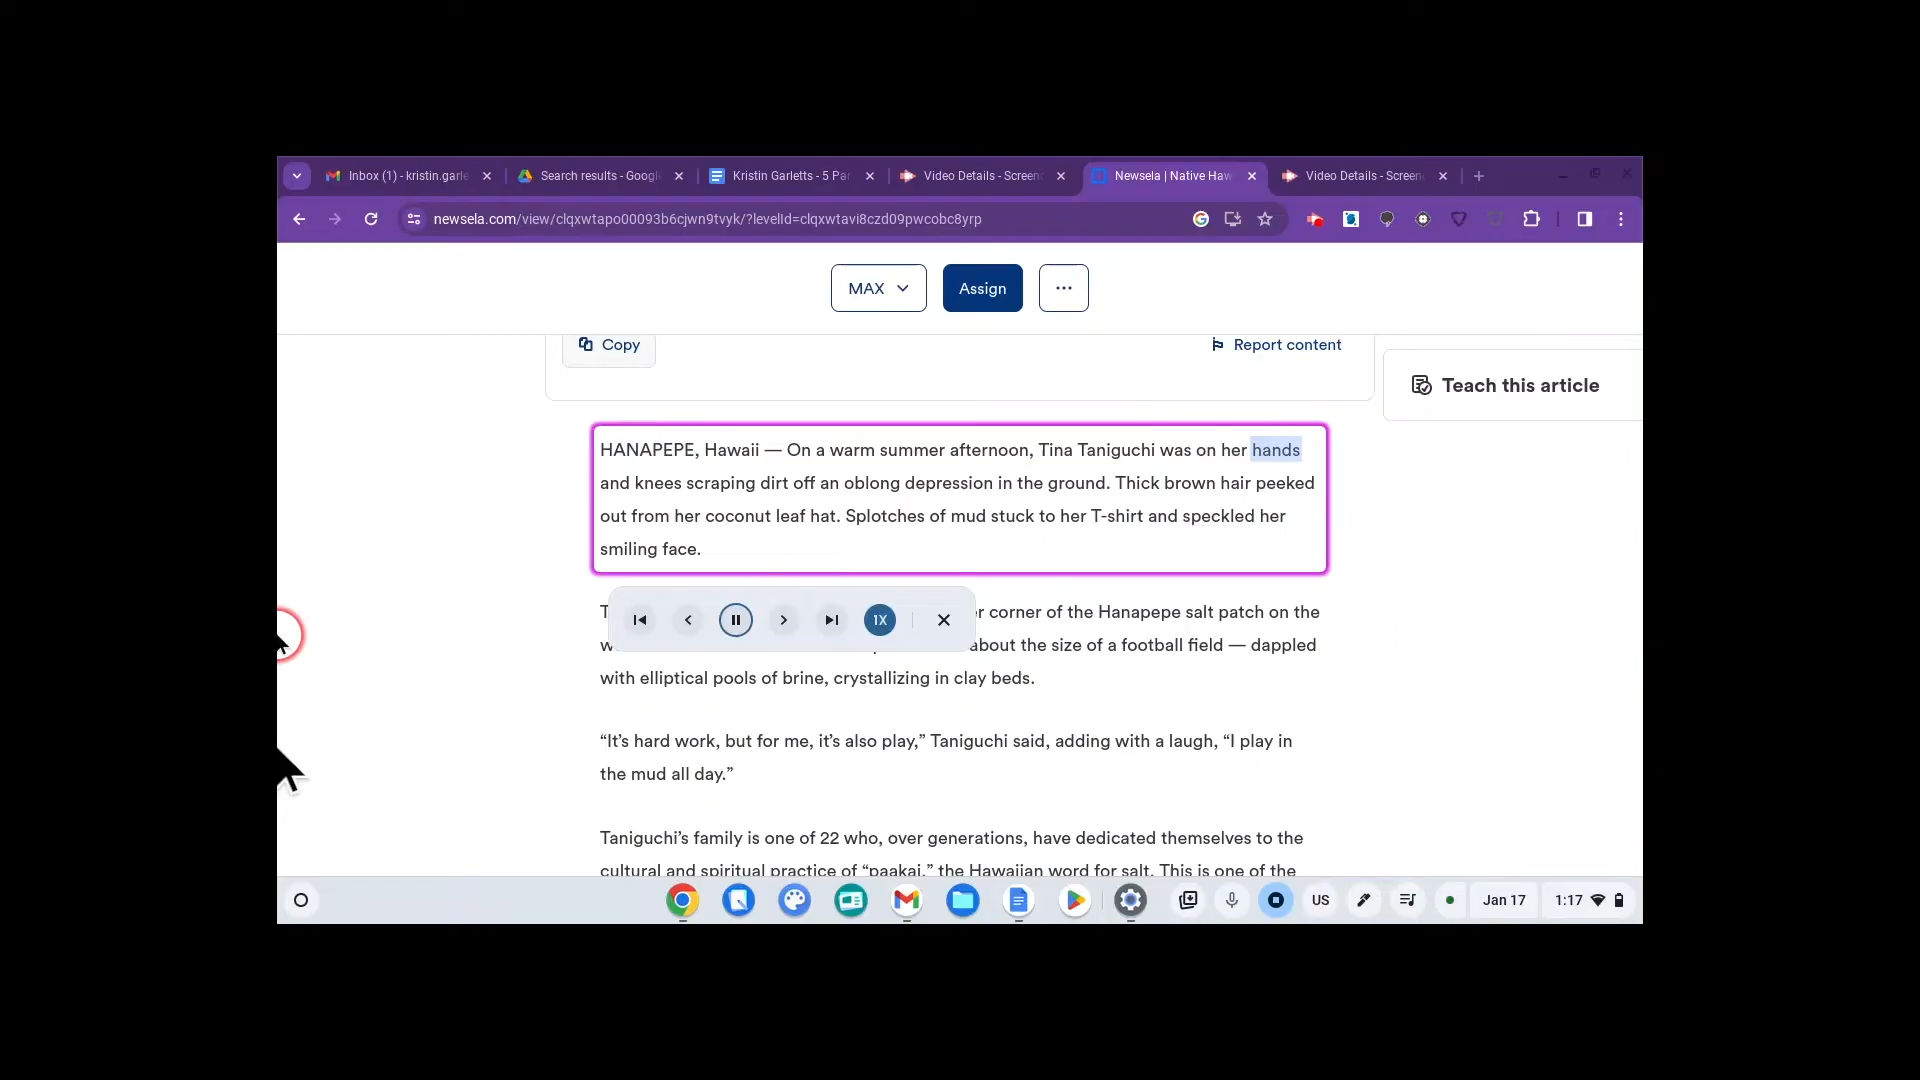 Inbox (1) - kristin.garle
Search results - Googl
Kristin Garletts - 5 Par
Video Details - Screenc
Newsela | Native Haw
Video Details - Screen
newsela.com/view/clqxwtapo00093b6cjwn9tvyk/?levelId=clqxwtavi8czd09pwcobc8yrp
MAX
Assign
Copy
Report content
Teach this article
HANAPEPE, Hawaii — On a warm summer afternoon, Tina Taniguchi was on her hands
and knees scraping dirt off an oblong depression in the ground. Thick brown hair peeked
out from her coconut leaf hat. Splotches of mud stuck to her T-shirt and speckled her
smiling face.
corner of the Hanapepe salt patch on the
1X
about the size of a football field — dappled
with elliptical pools of brine, crystallizing in clay beds.
“It’s hard work, but for me, it’s also play,” Taniguchi said, adding with a laugh, “I play in
the mud all day.”
Taniguchi’s family is one of 22 who, over generations, have dedicated themselves to the
cultural and spiritual practice of “paakai,” the Hawaiian word for salt. This is one of the
US
Jan 17
1:17